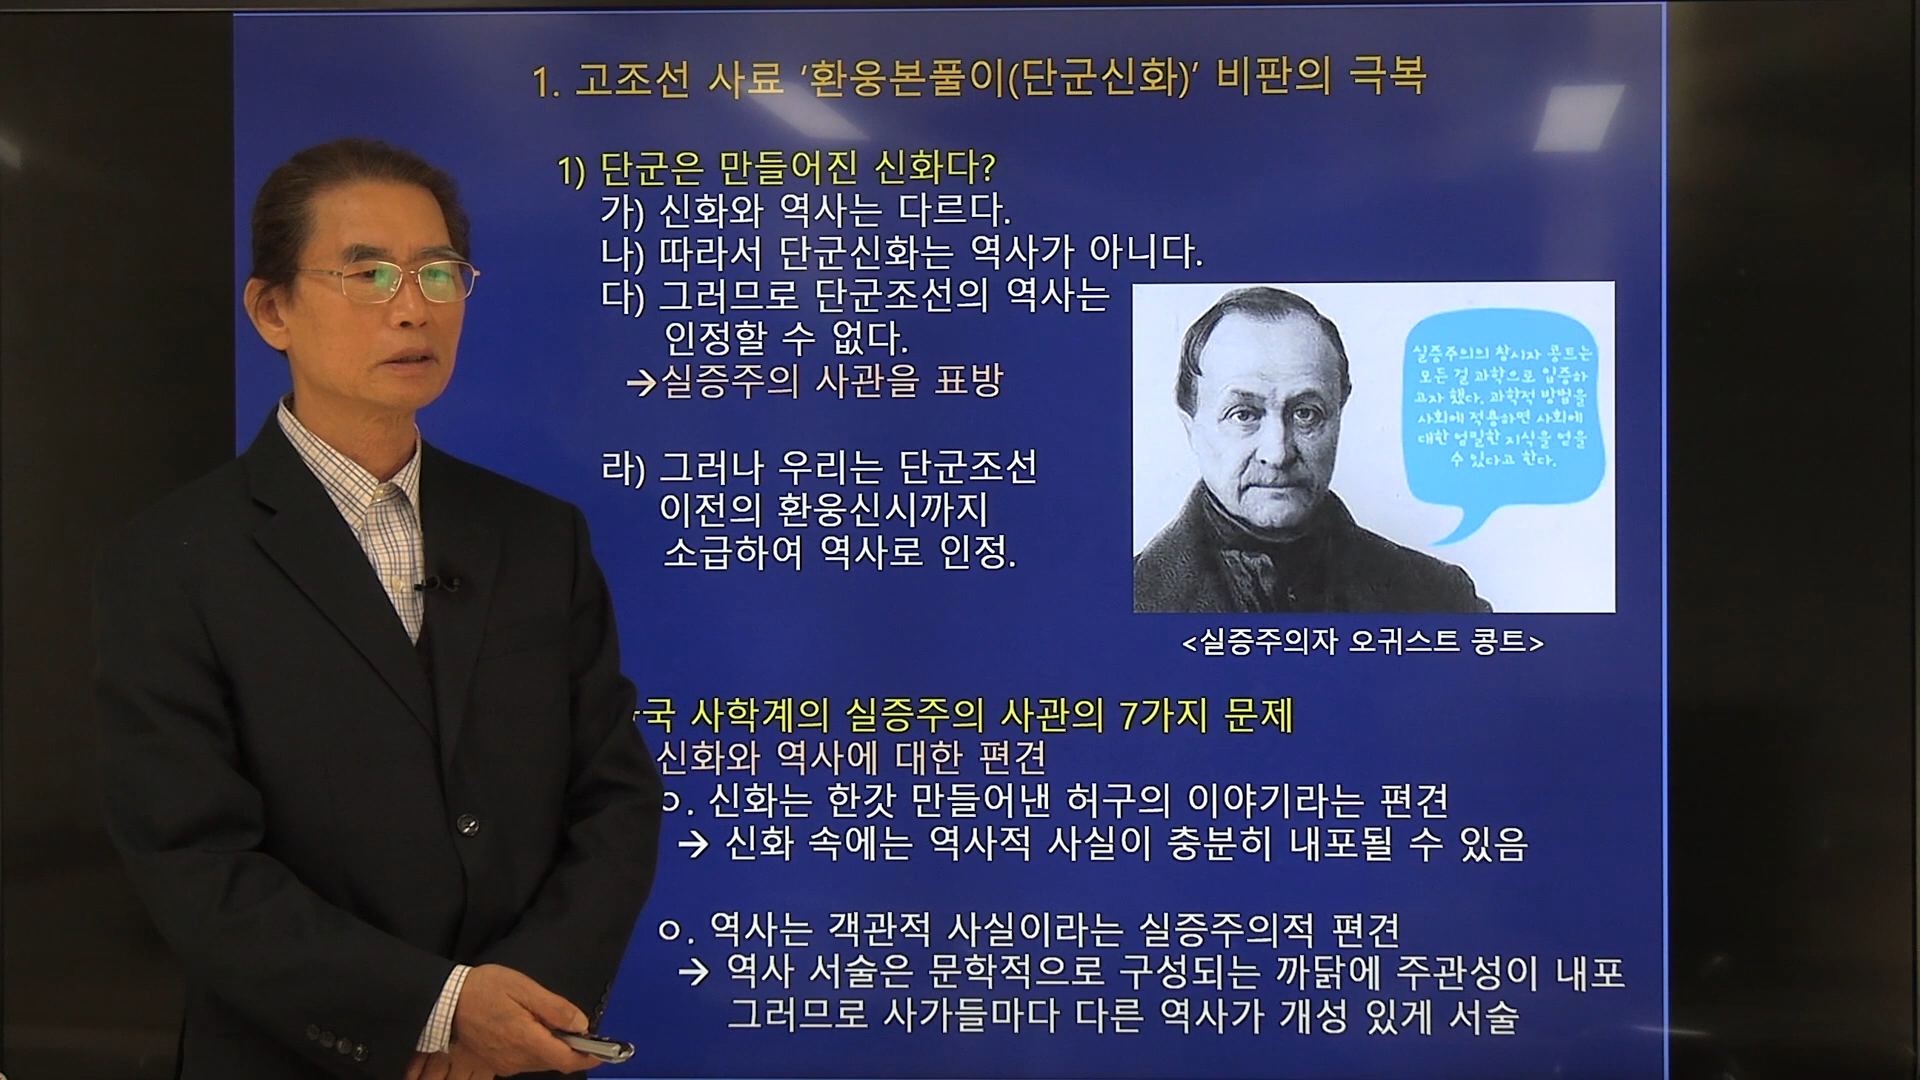 1. 고조선 사료 ‘환웅본풀이(단군신화)’ 비판의 극복
1) 단군은 만들어진 신화다?
가) 신화와 역사는 다르다.
나) 따라서 단군신화는 역사가 아니다.
다) 그러므로 단군조선의 역사는
인정할 수 없다.
→실증주의 사관을 표방
라) 그러나 우리는 단군조선
이전의 환웅신시까지
소급하여 역사로 인정.
실증주의의 창시자 콩트는
모든 걸 과학으로 입증하
고자 했다. 과학적 방법을
사회에 적용하면 사회에
대한 엄밀한 지식을 얻을
수 있다고 한다.
<실증주의자 오귀스트 콩트>
국 사학계의 실증주의 사관의 7가지 문제
신화와 역사에 대한 편견
ㅇ. 신화는 한갓 만들어낸 허구의 이야기라는 편견
→ 신화 속에는 역사적 사실이 충분히 내포될 수 있음
ㅇ. 역사는 객관적 사실이라는 실증주의적 편견
→ 역사 서술은 문학적으로 구성되는 까닭에 주관성이 내포
그러므로 사가들마다 다른 역사가 개성 있게 서술